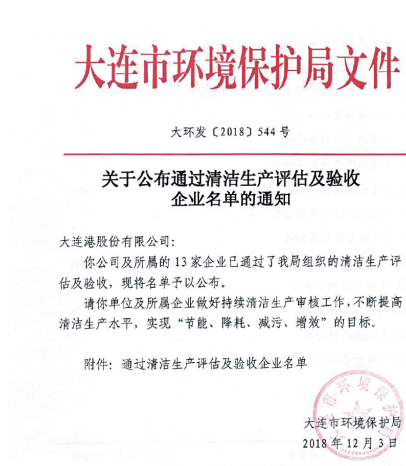 大连市环境保护局文件
大环发〔2018〕544号
关于公布通过清洁生产评估及验收
企业名单的通知
大连港股份有限公司：
你公司及所属的13家企业已通过了我局组织的清洁生产评
估及验收，现将名单予以公布。
请你单位及所属企业做好持续清洁生产审核工作，不断提高
清洁生产水平，实现“节能、降耗、减污、增效”的目标。
附件：通过清洁生产评估及验收企业名单
大连市环境保护局
2018年12月3日